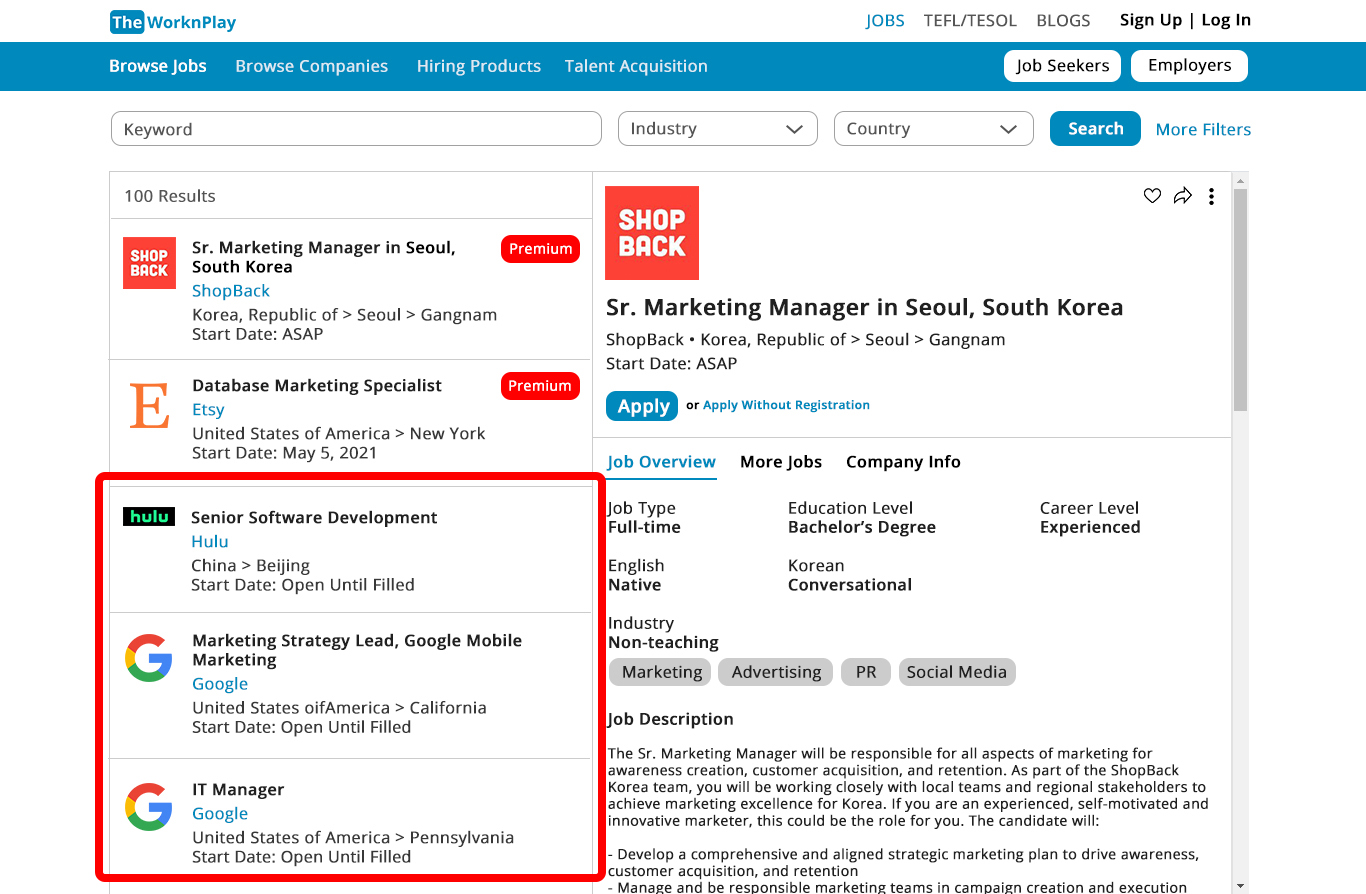 The WorknPlay
JOBS TEFL/TESOL BLOGS Sign Up | Log In
Browse Jobs Browse Companies Hiring Products Talent Acquisition Job Seekers Employers
Keyword Industry Country Search More Filters
100 Results
SHOP
BACK
Sr. Marketing Manager in Seoul,
South Korea
Premium
ShopBack
Korea, Republic of > Seoul > Gangnam
Start Date: ASAP
E
Database Marketing Specialist
Premium
Etsy
United States of America > New York
Start Date: May 5, 2021
hulu
Senior Software Development
Hulu
China > Beijing
Start Date: Open Until Filled
G
Marketing Strategy Lead, Google Mobile
Marketing
Google
United States oifAmerica > California
Start Date: Open Until Filled
G
IT Manager
Google
United States of America > Pennsylvania
Start Date: Open Until Filled
SHOP
BACK
Sr. Marketing Manager in Seoul, South Korea
ShopBack • Korea, Republic of > Seoul > Gangnam
Start Date: ASAP
Apply or Apply Without Registration
Job Overview More Jobs Company Info
Job Type Education Level Career Level
Full-time Bachelor’s Degree Experienced
English Korean
Native Conversational
Industry
Non-teaching
Marketing Advertising PR Social Media
Job Description
The Sr. Marketing Manager will be responsible for all aspects of marketing for
awareness creation, customer acquisition, and retention. As part of the ShopBack
Korea team, you will be working closely with local teams and regional stakeholders to
achieve marketing excellence for Korea. If you are an experienced, self-motivated and
innovative marketer, this could be the role for you. The candidate will:
- Develop a comprehensive and aligned strategic marketing plan to drive awareness,
customer acquisition, and retention
- Manage and be responsible marketing teams in campaign creation and execution